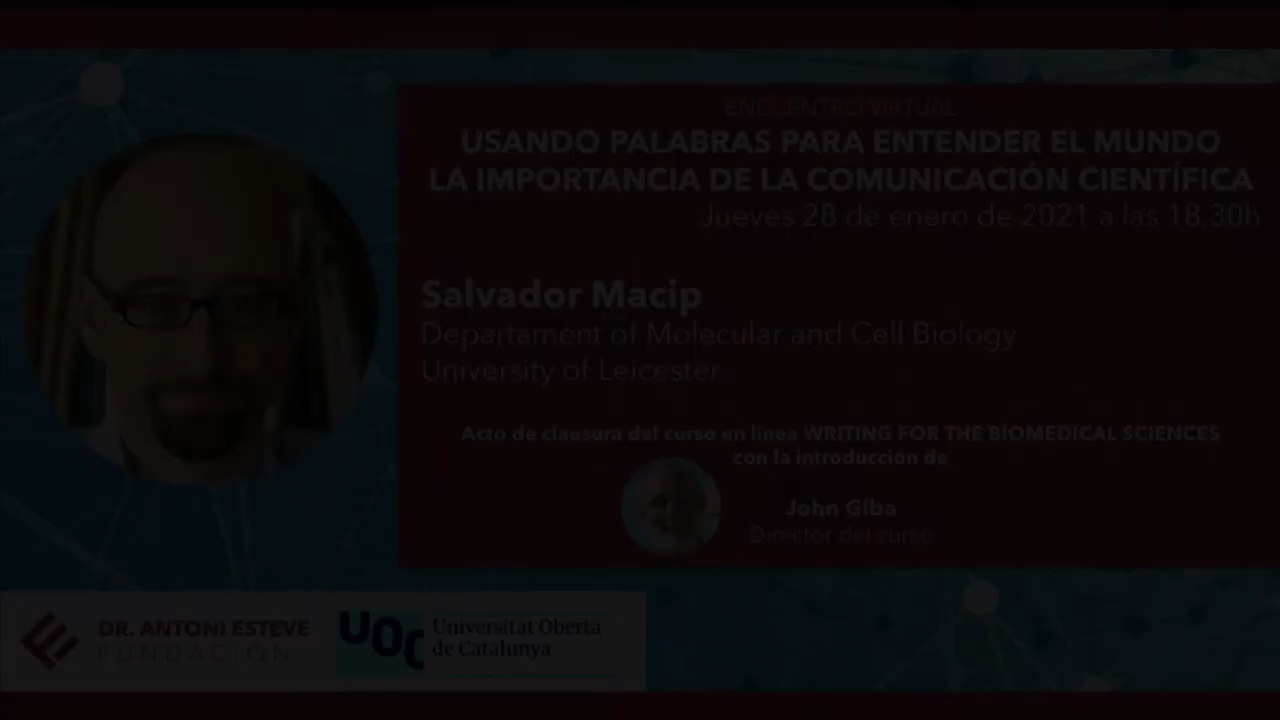 ENCUENTRO VIRTUAL
USANDO PALABRAS PARA ENTENDER EL MUNDO
LA IMPORTANCIA DE LA COMUNICACIÓN CIENTÍFICA
Jueves 28 de enero de 2021 a las 18.30h
Salvador Macip
Departament of Molecular and Cell Biology
University of Leicester
Acto de clausura del curso en línea WRITING FOR THE BIOMEDICAL SCIENCES
con la introducción de
John Giba
Director del curso
DR. ANTONI ESTEVE
FUNDACIÓN
UOC
Universitat Oberta
de Catalunya